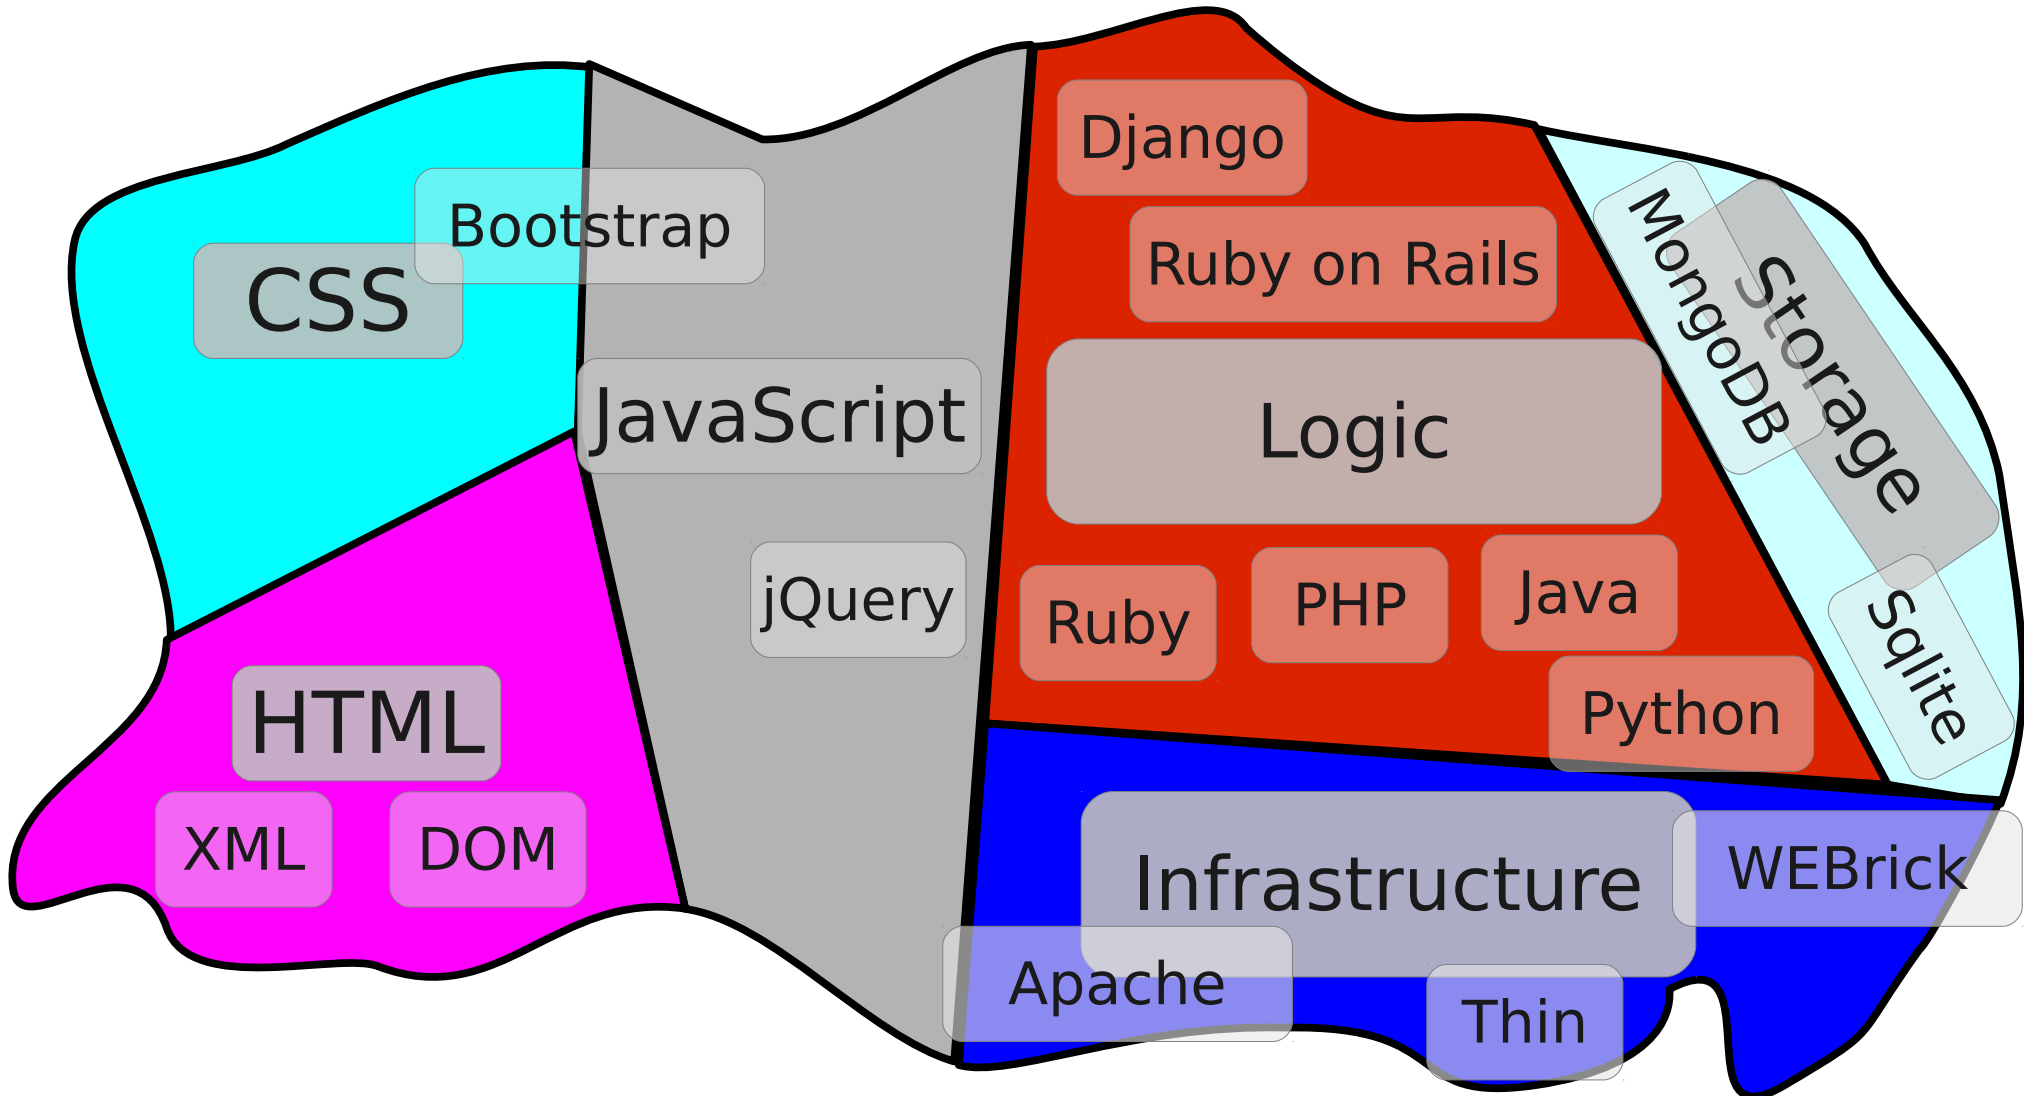 Django
Bootstrap
Ruby on Rails
CSS
MongoDB
Storage
JavaScript
Logic
jQuery
Ruby
PHP
Java
Sqlite
Python
HTML
XML
DOM
Infrastructure
WEBrick
Apache
Thin